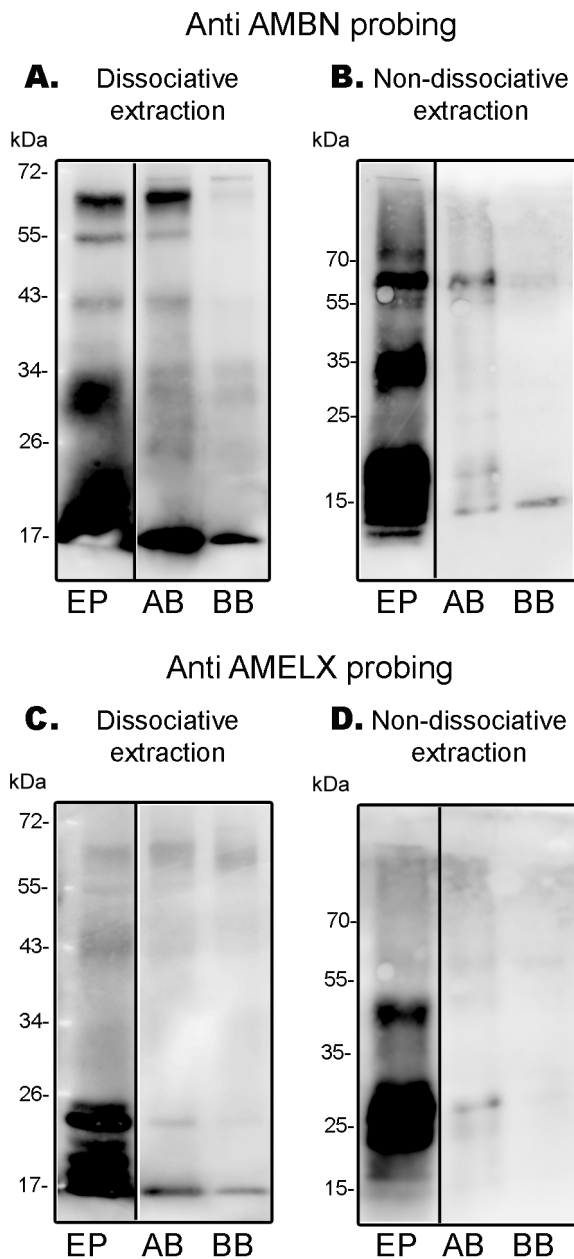 Anti AMBN probing
A. Dissociative
extraction
B. Non-dissociative
extraction
kDa
72-
55-
43-
34-
26-
17-
EP AB BB
kDa
70-
55-
35-
25-
15-
EP AB BB
Anti AMELX probing
C. Dissociative
extraction
D. Non-dissociative
extraction
kDa
72-
55-
43-
34-
26-
17-
EP AB BB
kDa
70-
55-
35-
25-
15-
EP AB BB